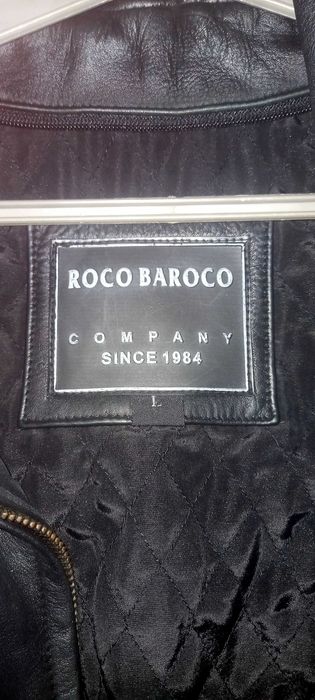 ROCO BAROCO
COMPANY
SINCE 1984
L